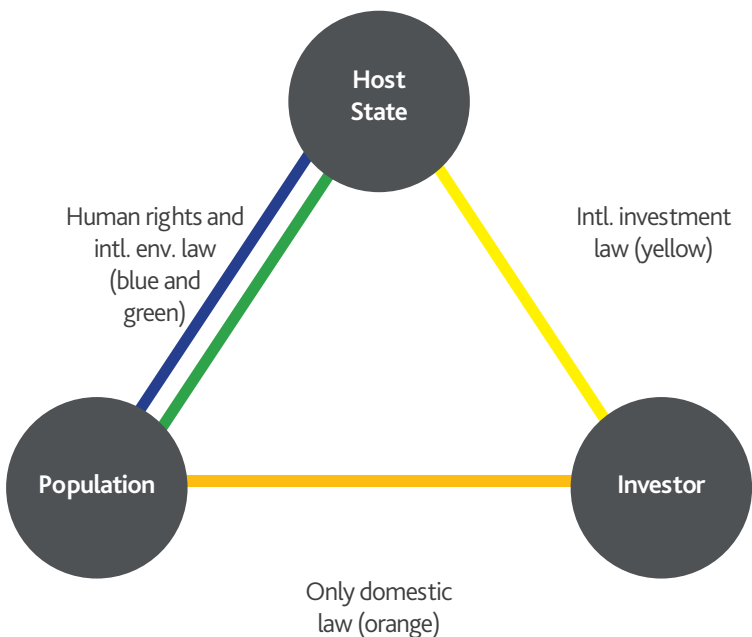 Host
State
Human rights and
intl. env. law
(blue and
green)
Intl. investment
law (yellow)
Population
Investor
Only domestic
law (orange)